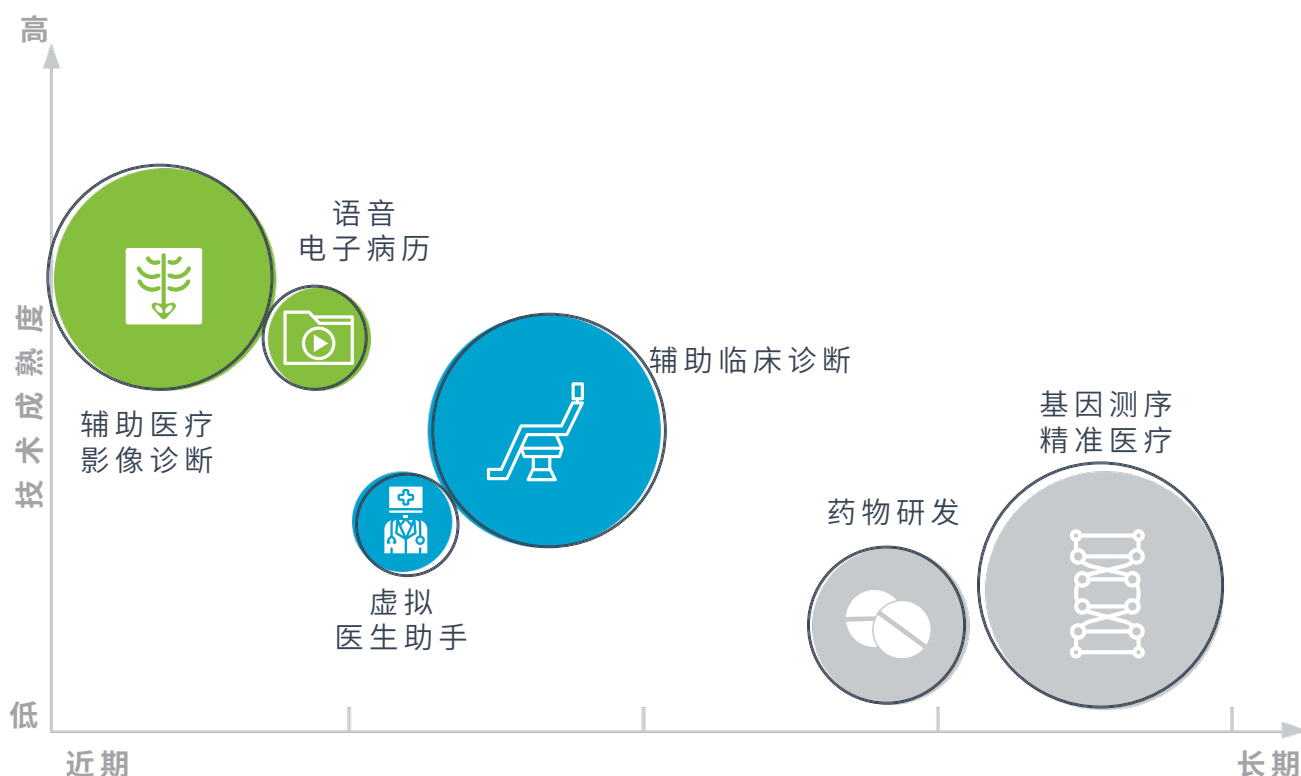 高
语音
电子病历
技术成熟度
辅助临床诊断
辅助医疗
影像诊断
基因测序
精准医疗
药物研发
虚拟
医生助手
低
近期
长期